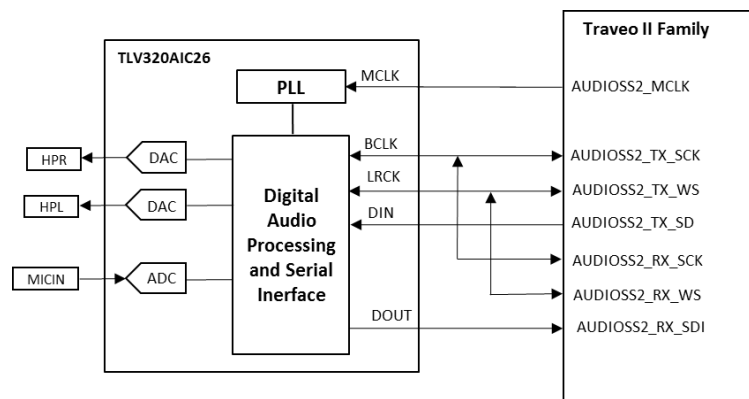 Traveo II Family
TLV320AIC26
MCLK
PLL
AUDIOSS2_MCLK
BCLK
HPR
DAC
AUDIOSS2_TX_SCK
LRCK
HPL
DAC
AUDIOSS2_TX_WS
Digital
Audio
Processing
and Serial
Inerface
DIN
AUDIOSS2_TX_SD
AUDIOSS2_RX_SCK
MICIN
ADC
AUDIOSS2_RX_WS
DOUT
AUDIOSS2_RX_SDI